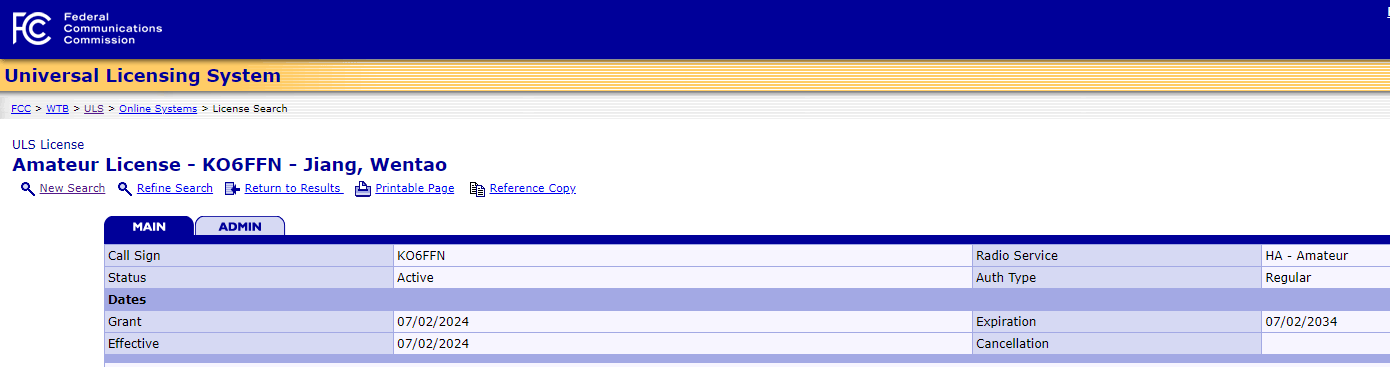 FCC Federal
Communications
Commission
Universal Licensing System
FCC > WTB > ULS > Online Systems > License Search
ULS License
Amateur License - KO6FFN - Jiang, Wentao
New Search Refine Search Return to Results Printable Page Reference Copy
MAIN ADMIN
Call Sign KO6FFN Radio Service HA - Amateur
Status Active Auth Type Regular
Dates
Grant 07/02/2024 Expiration 07/02/2034
Effective 07/02/2024 Cancellation